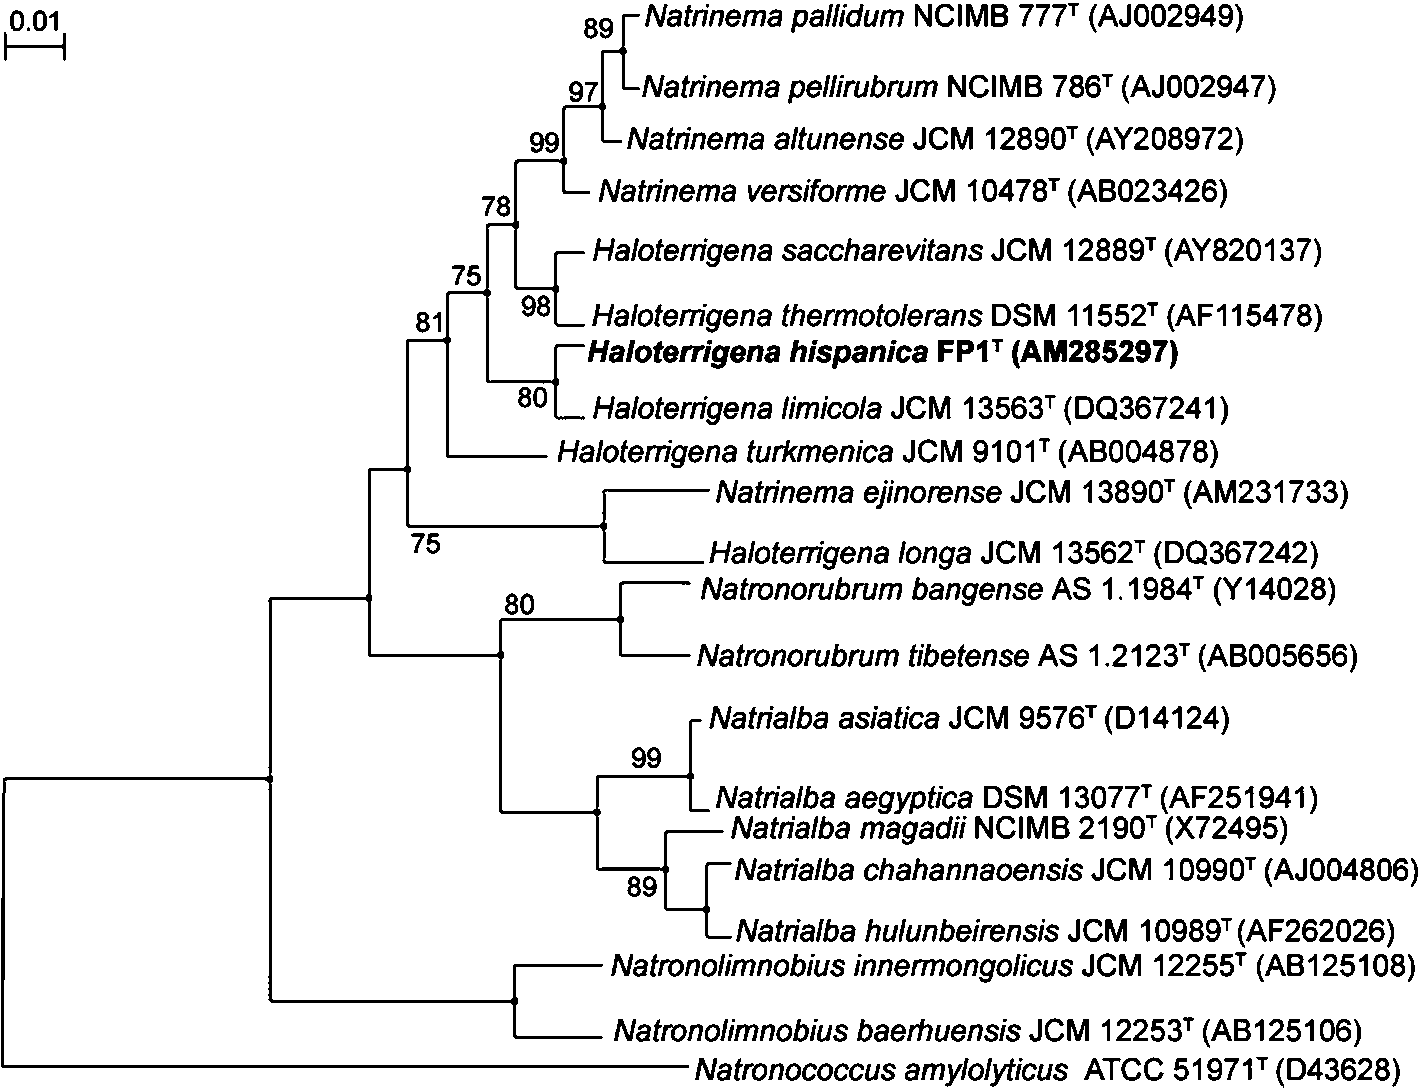 0.01
89
Natrinema pallidum NCIMB 777ᵀ (AJ002949)
Natrinema pellirubrum NCIMB 786ᵀ (AJ002947)
97
Natrinema altunense JCM 12890ᵀ (AY208972)
99
Natrinema versiforme JCM 10478ᵀ (AB023426)
78
Haloterrigena saccharevitans JCM 12889ᵀ (AY820137)
75
98
Haloterrigena thermotolerans DSM 11552ᵀ (AF115478)
81
Haloterrigena hispanica FP1ᵀ (AM285297)
80
Haloterrigena limicola JCM 13563ᵀ (DQ367241)
Haloterrigena turkmenica JCM 9101ᵀ (AB004878)
Natrinema ejinorense JCM 13890ᵀ (AM231733)
75
Haloterrigena longa JCM 13562ᵀ (DQ367242)
Natronorubrum bangense AS 1.1984ᵀ (Y14028)
80
Natronorubrum tibetense AS 1.2123ᵀ (AB005656)
Natrialba asiatica JCM 9576ᵀ (D14124)
99
Natrialba aegyptica DSM 13077ᵀ (AF251941)
Natrialba magadii NCIMB 2190ᵀ (X72495)
Natrialba chahannaoensis JCM 10990ᵀ (AJ004806)
89
Natrialba hulunbeirensis JCM 10989ᵀ (AF262026)
Natronolimnobius innermongolicus JCM 12255ᵀ (AB125108)
Natronolimnobius baerhuensis JCM 12253ᵀ (AB125106)
Natronococcus amylolyticus ATCC 51971ᵀ (D43628)